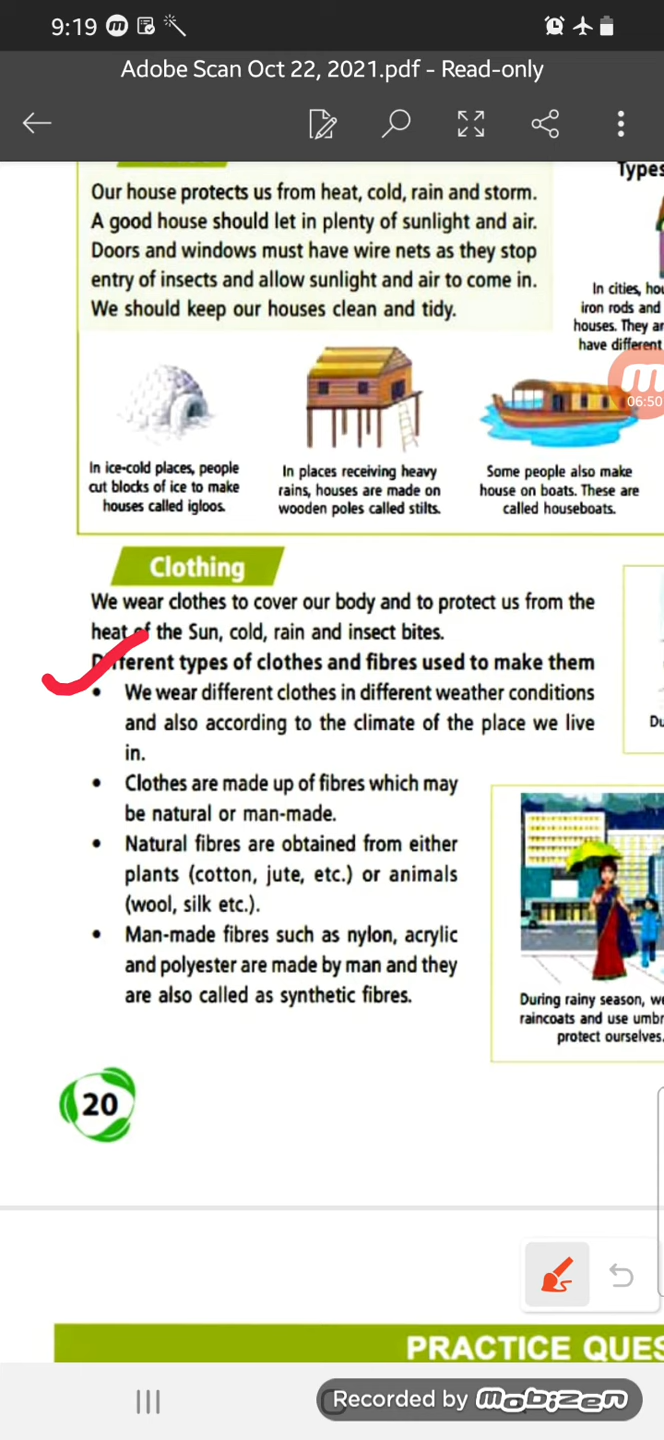 9:19
Adobe Scan Oct 22, 2021.pdf - Read-only
Types
Our house protects us from heat, cold, rain and storm.
A good house should let in plenty of sunlight and air.
Doors and windows must have wire nets as they stop
entry of insects and allow sunlight and air to come in.
We should keep our houses clean and tidy.
In cities, hou
iron rods and
houses. They ar
have different
06:50
In ice-cold places, people
cut blocks of ice to make
houses called igloos.
In places receiving heavy
rains, houses are made on
wooden poles called stilts.
Some people also make
house on boats. These are
called houseboats.
Clothing
We wear clothes to cover our body and to protect us from the
heat of the Sun, cold, rain and insect bites.
Different types of clothes and fibres used to make them
• We wear different clothes in different weather conditions
and also according to the climate of the place we live
in.
Du
• Clothes are made up of fibres which may
be natural or man-made.
• Natural fibres are obtained from either
plants (cotton, jute, etc.) or animals
(wool, silk etc.).
• Man-made fibres such as nylon, acrylic
and polyester are made by man and they
are also called as synthetic fibres.
During rainy season, we
raincoats and use umbr
protect ourselves.
20
PRACTICE QUES
Recorded by mobizen